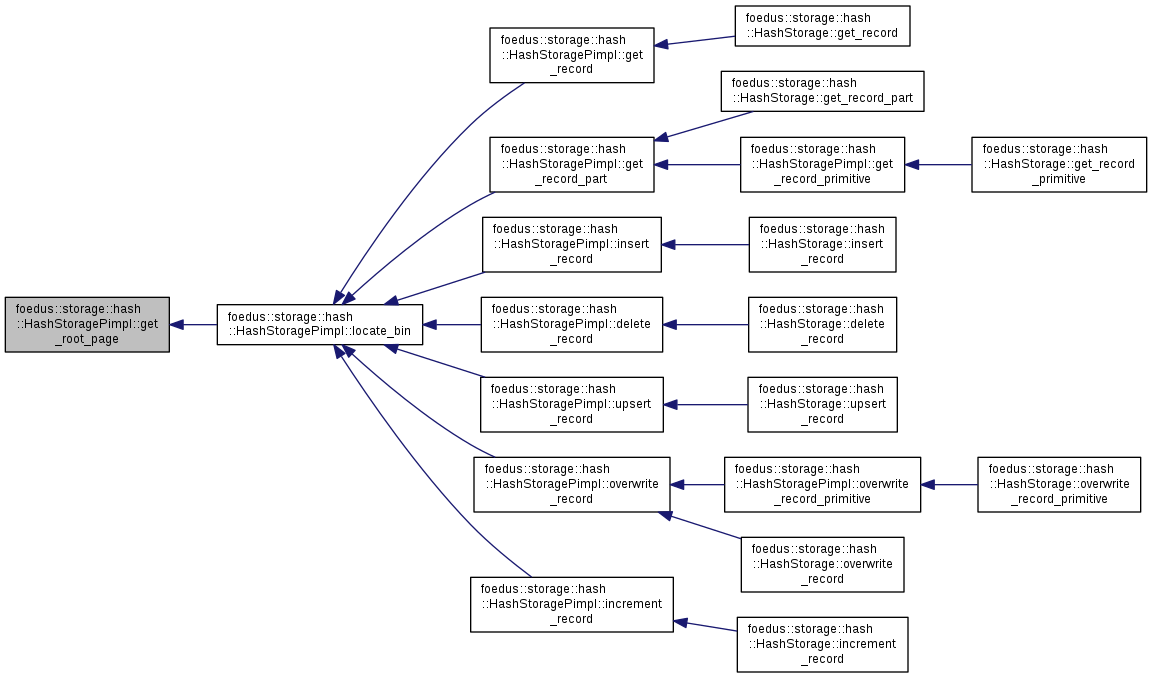 foedus::storage::hash
::HashStoragePimpl::get
_root_page
foedus::storage::hash
::HashStoragePimpl::locate_bin
foedus::storage::hash
::HashStoragePimpl::get
_record
foedus::storage::hash
::HashStorage::get_record
foedus::storage::hash
::HashStoragePimpl::get
_record_part
foedus::storage::hash
::HashStorage::get_record_part
foedus::storage::hash
::HashStoragePimpl::get
_record_primitive
foedus::storage::hash
::HashStorage::get_record
_primitive
foedus::storage::hash
::HashStoragePimpl::insert
_record
foedus::storage::hash
::HashStorage::insert
_record
foedus::storage::hash
::HashStoragePimpl::delete
_record
foedus::storage::hash
::HashStorage::delete
_record
foedus::storage::hash
::HashStoragePimpl::upsert
_record
foedus::storage::hash
::HashStorage::upsert
_record
foedus::storage::hash
::HashStoragePimpl::overwrite
_record
foedus::storage::hash
::HashStoragePimpl::overwrite
_record_primitive
foedus::storage::hash
::HashStorage::overwrite
_record_primitive
foedus::storage::hash
::HashStorage::overwrite
_record
foedus::storage::hash
::HashStoragePimpl::increment
_record
foedus::storage::hash
::HashStorage::increment
_record